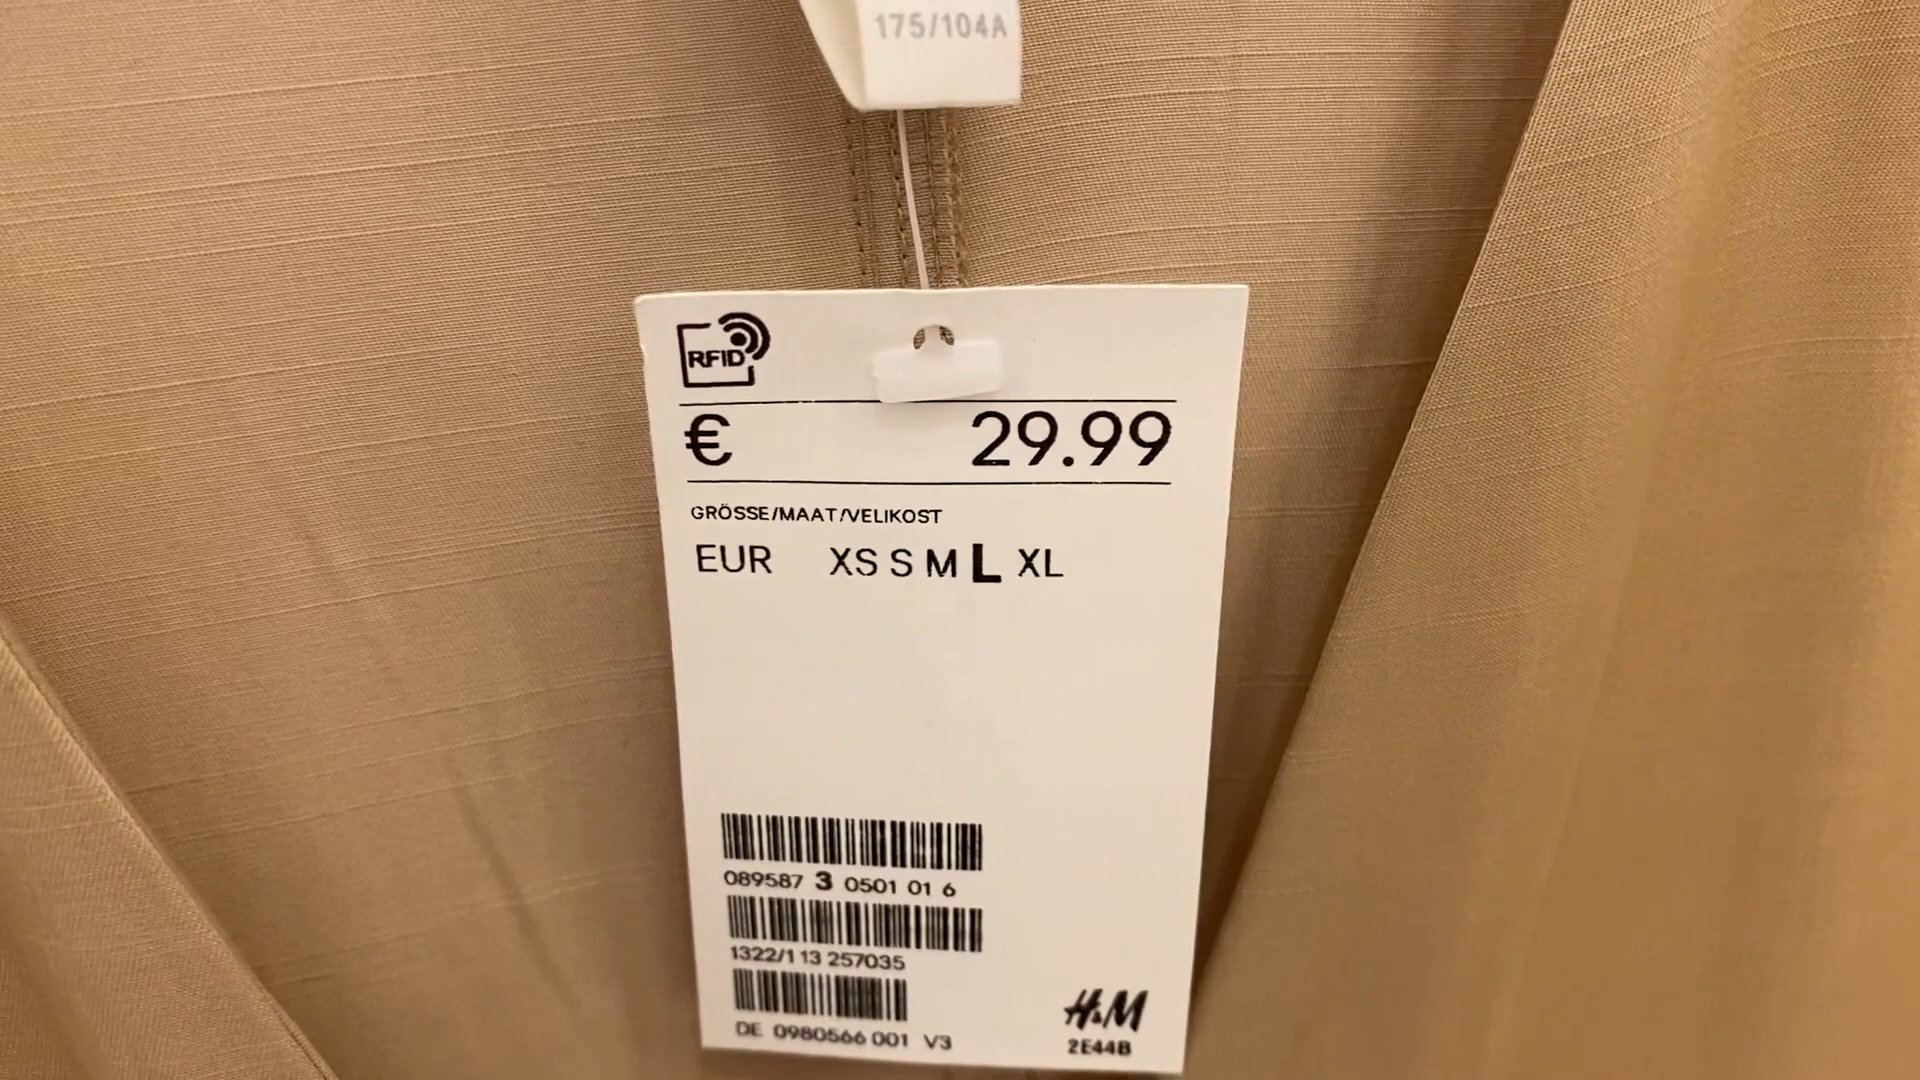 175/104A
RFID
€ 29.99
GRÖSSE/MAAT/VELIKOST
EUR XS S M L XL
089587 3 0501 01 6
1322/1 13 257035
DE 0980566 001 V3
H&M
2E44B